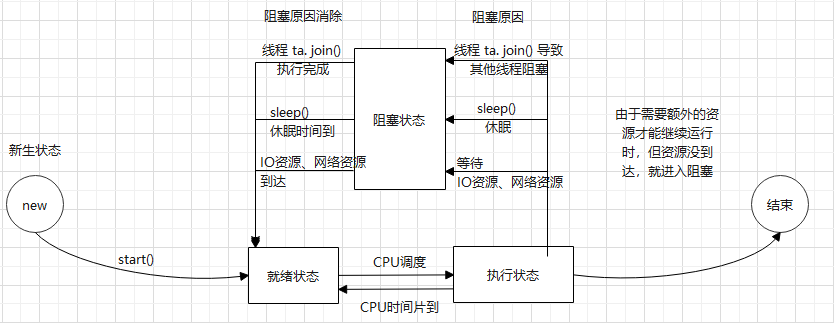 阻塞原因消除
阻塞原因
线程 ta. join()
执行完成
线程 ta. join() 导致
其他线程阻塞
sleep()
休眠时间到
阻塞状态
sleep()
休眠
由于需要额外的资
源才能继续运行
时，但资源没到
达，就进入阻塞
IO资源、网络资源
到达
等待
IO资源、网络资源
新生状态
new
结束
start()
就绪状态
CPU调度
执行状态
CPU时间片到